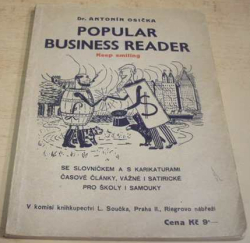 Dr. ANTONÍN OSIČKA
POPULAR
BUSINESS READER
Keep smiling
SE SLOVNÍČKEM A S KARIKATURAMI
ČASOVÉ ČLÁNKY, VÁŽNÉ I SATIRICKÉ
PRO ŠKOLY I SAMOUKY
V komisi knihkupectví L. Součka, Praha II., Riegrovo nábřeží
Cena Kč 9·—